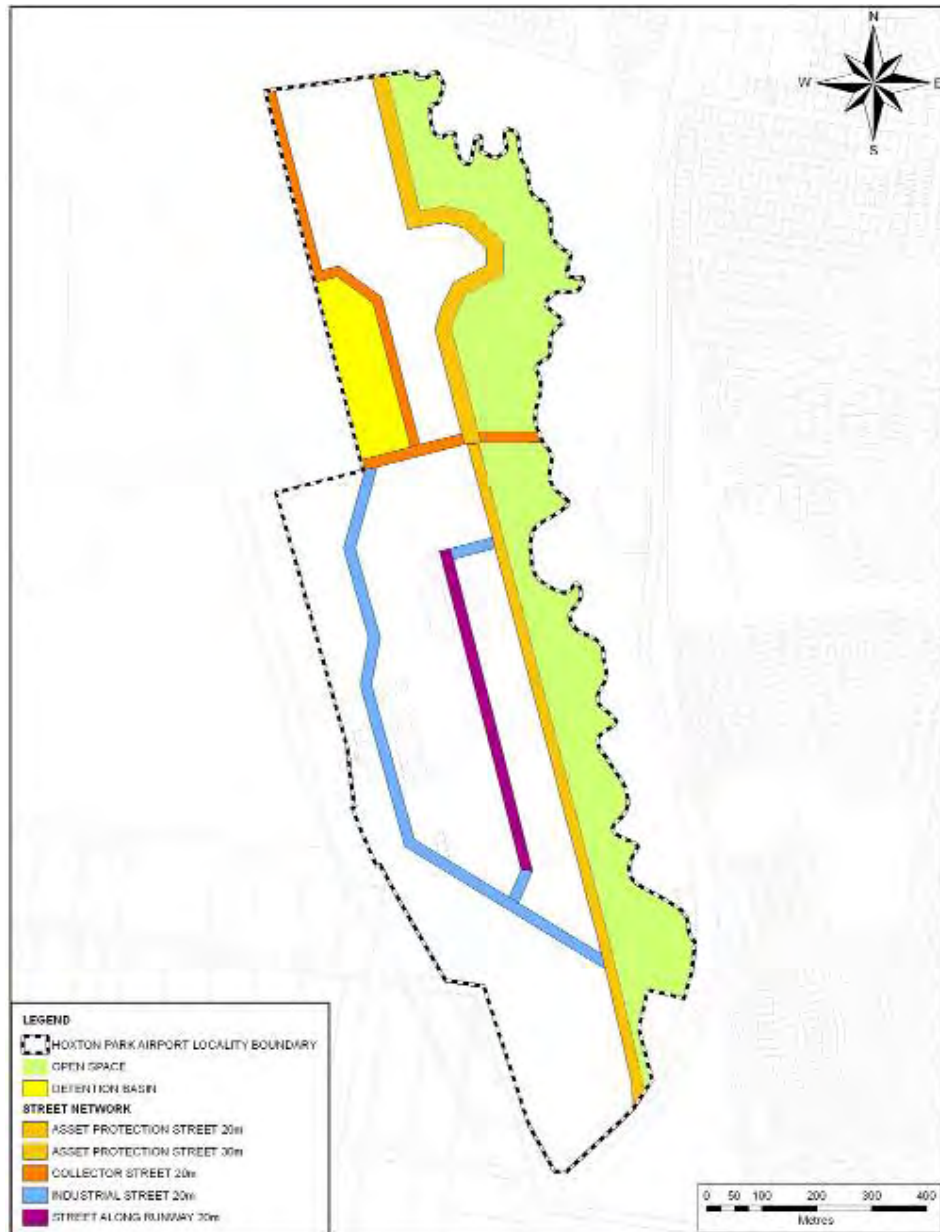 N
W E
S
LEGEND
HOXTON PARK AIRPORT LOCALITY BOUNDARY
OPEN SPACE
DETENTION BASIN
STREET NETWORK
ASSET PROTECTION STREET 20m
ASSET PROTECTION STREET 30m
COLLECTOR STREET 20m
INDUSTRIAL STREET 20m
STREET ALONG RUNWAY 20m
0 50 100 200 300 400
Metres